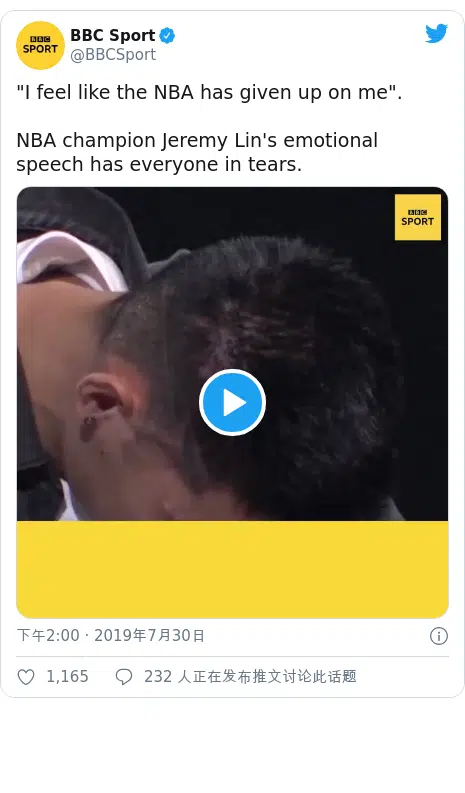 BBC Sport
@BBCSport
BBC
SPORT
"I feel like the NBA has given up on me".
NBA champion Jeremy Lin's emotional
speech has everyone in tears.
BBC
SPORT
下午2:00 · 2019年7月30日
1,165 232 人正在发布推文讨论此话题